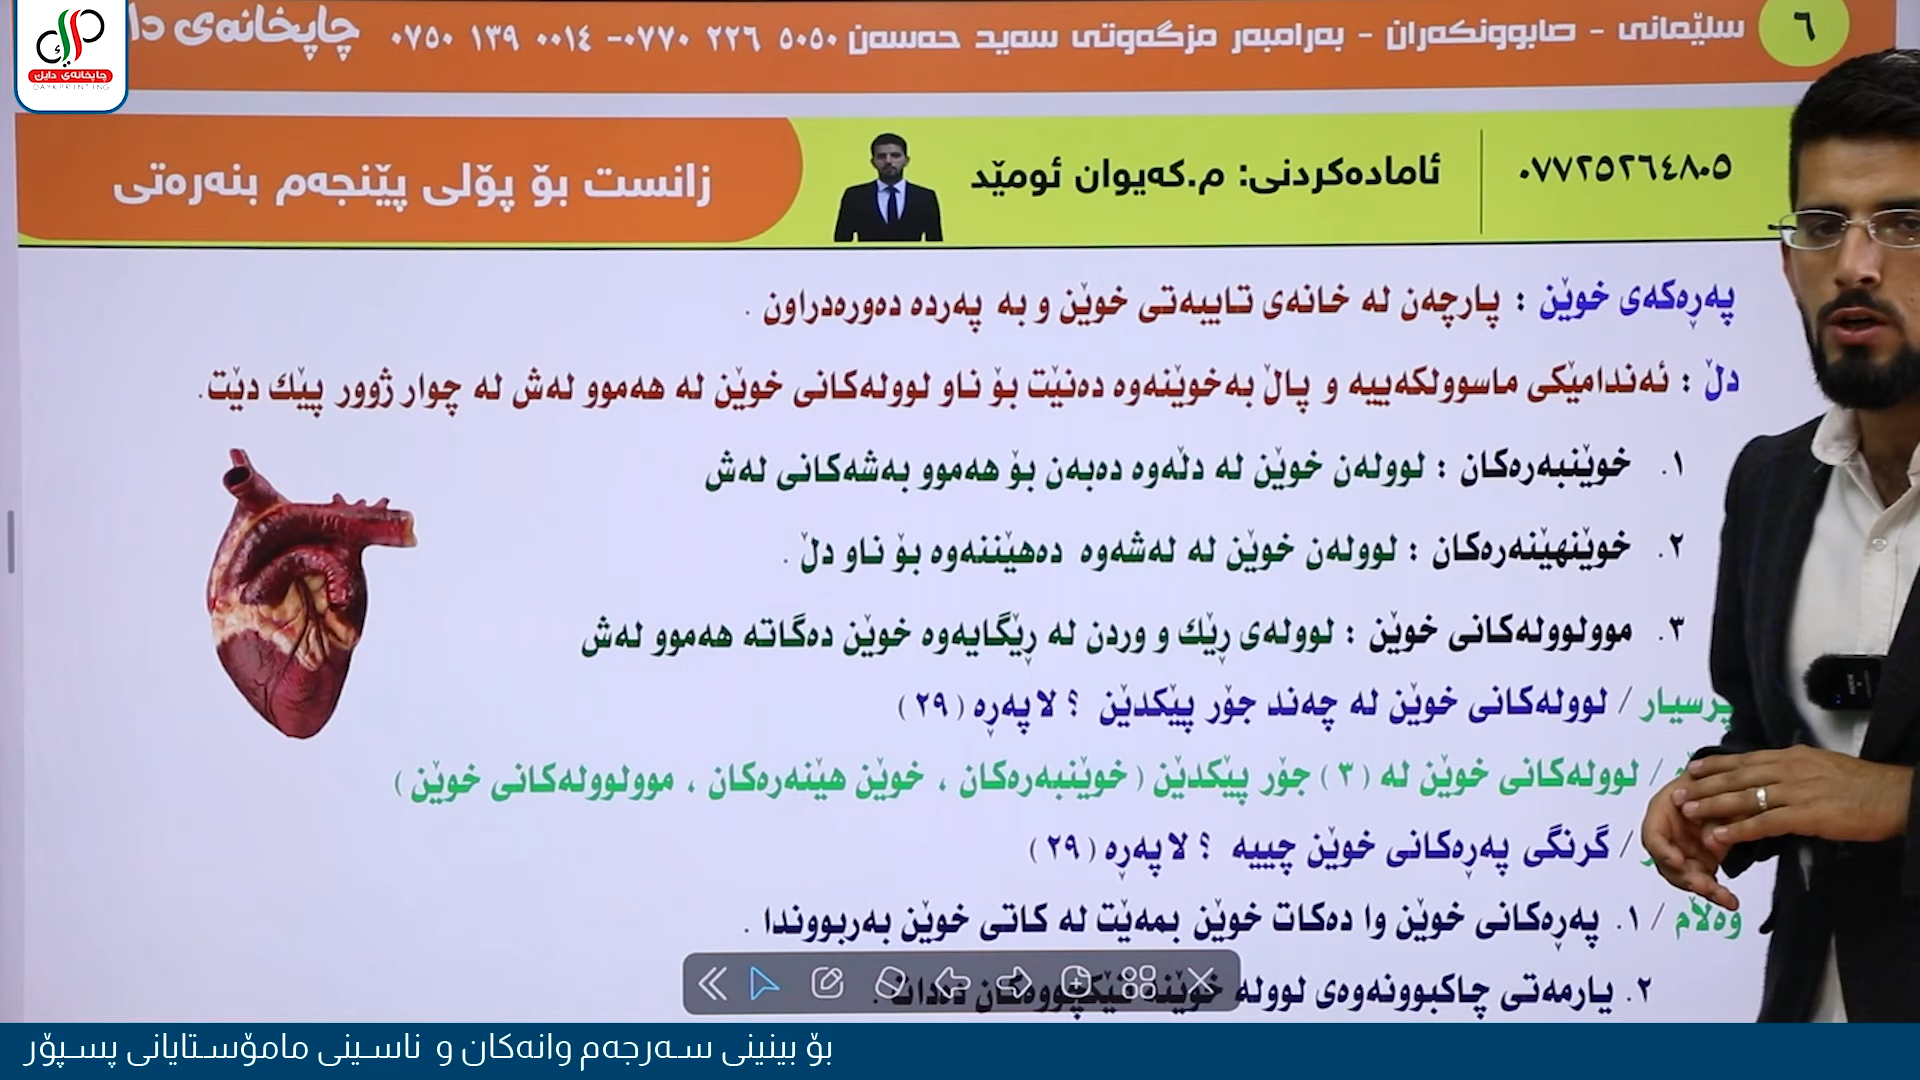 ٦
سلێمانی - صابوونکەران - بەرامبەر مزگەوتی سەید حەسەن ٥٠٥٠ ٢٢٦ ٠٧٧٠- ٠٠١٤ ١٣٩ ٠٧٥٠ چاپخانەی
چاپخانەی دایک
DAYK PRINTING
٠٧٧٢٥٢٦٤٨٠٥
ئامادەکردنی: م.کەیوان ئومێد
زانست بۆ پۆلی پێنجەم بنەرەتی
پەڕەکەی خوێن : پارچەن لە خانەی تایبەتی خوێن و بە پەردە دەورەدراون .
دڵ : ئەندامێکی ماسوولکەییە و پاڵ بەخوێنەوە دەنێت بۆ ناو لوولەکانی خوێن لە هەموو لەش لە چوار ژوور پێك دێت.
١. خوێنبەرەکان : لوولەن خوێن لە دڵەوە دەبەن بۆ هەموو بەشەکانی لەش
٢. خوێنهێنەرەکان : لوولەن خوێن لە لەشەوە دەهێننەوە بۆ ناو دڵ .
٣. موولوولەکانی خوێن : لوولەی ڕێك و وردن لە ڕێگایەوە خوێن دەگاتە هەموو لەش
پرسیار / لوولەکانی خوێن لە چەند جۆر پێکدێن ؟ لاپەڕە ( ٢٩ )
/ لوولەکانی خوێن لە ( ٣ ) جۆر پێکدێن ( خوێنبەرەکان ، خوێن هێنەرەکان ، موولوولەکانی خوێن )
/ گرنگی پەڕەکانی خوێن چییە ؟ لاپەڕە ( ٢٩ )
وەڵام / ١. پەڕەکانی خوێن وا دەکات خوێن بمەێت لە کاتی خوێن بەربووندا .
٢. یارمەتی چاکبوونەوەی لوولە خوێنە تێکچووەکان دەدات .
بۆ بینینی سەرجەم وانەکان و ناسینی مامۆستایانی پسپۆر